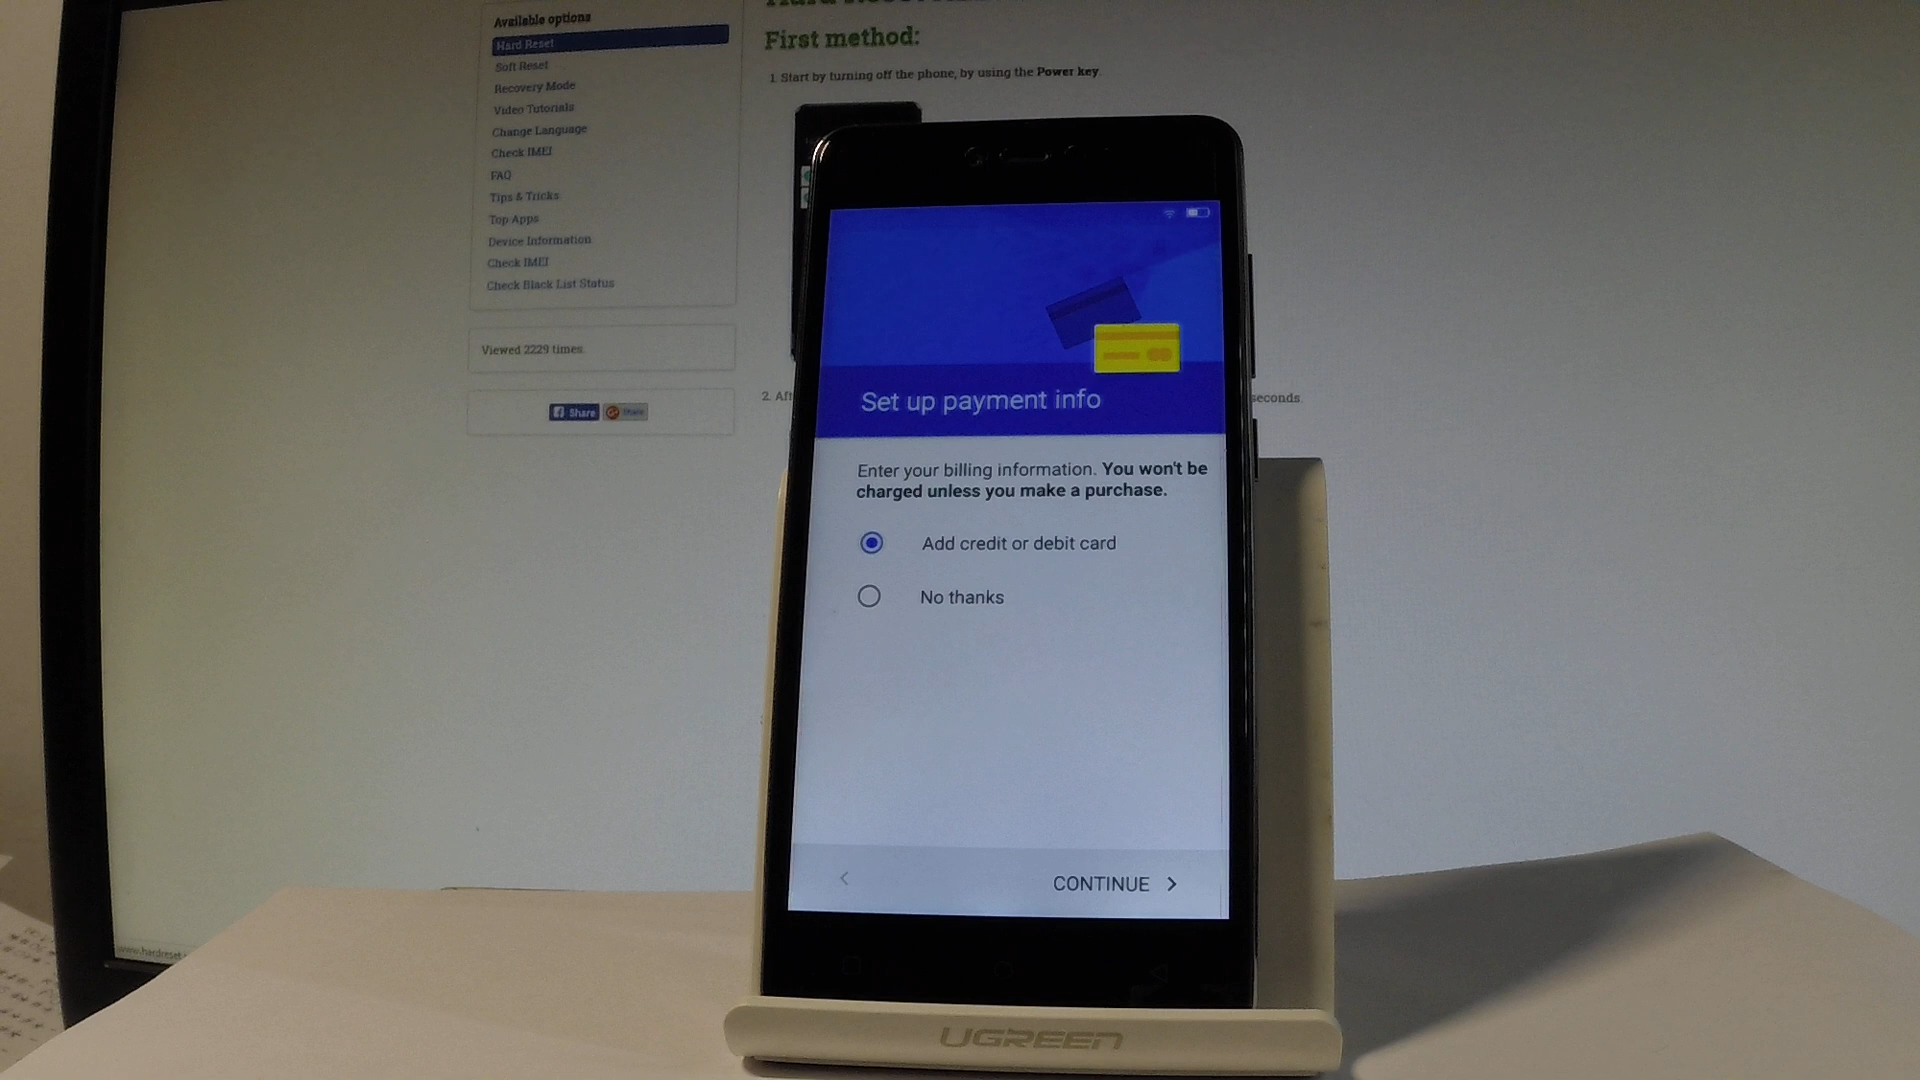 Available options
Hard Reset
Soft Reset
Recovery Mode
Video Tutorials
Change Language
Check IMEI
FAQ
Tips & Tricks
Top Apps
Device Information
Check IMEI
Check Black List Status
Viewed 2229 times.
Share
Share
First method:
1. Start by turning off the phone, by using the Power key.
2.
seconds.
Set up payment info
Enter your billing information. You won't be
charged unless you make a purchase.
Add credit or debit card
No thanks
CONTINUE
www.hardreset
UGREEN